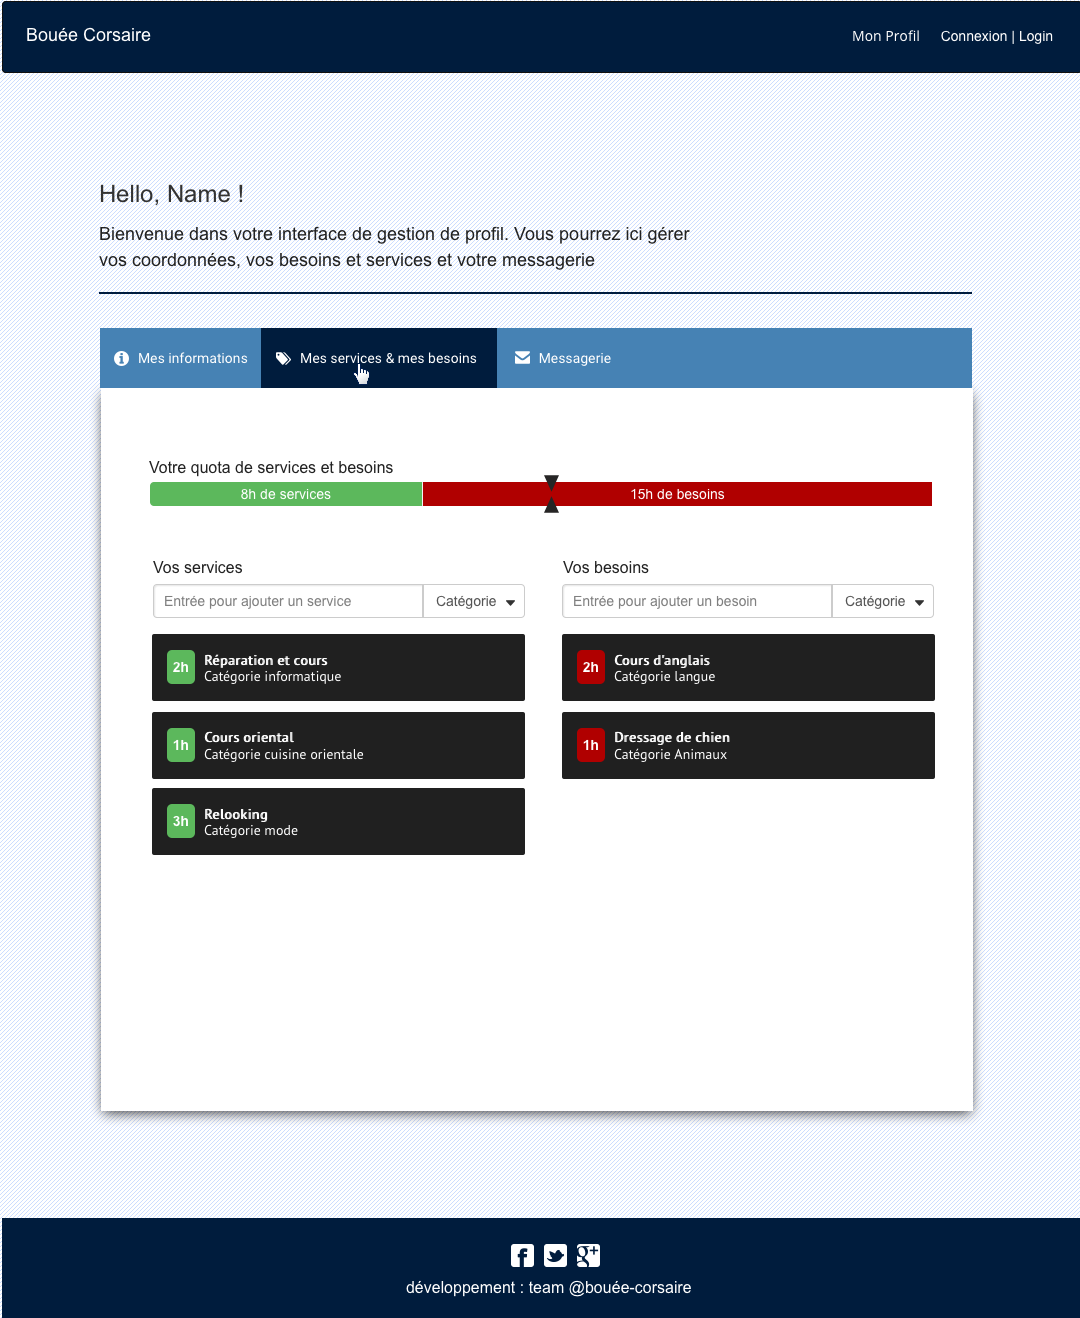 Bouée Corsaire
Mon Profil Connexion | Login
Hello, Name !
Bienvenue dans votre interface de gestion de profil. Vous pourrez ici gérer
vos coordonnées, vos besoins et services et votre messagerie
Mes informations Mes services & mes besoins Messagerie
Votre quota de services et besoins
8h de services 15h de besoins
Vos services
Entrée pour ajouter un service Catégorie
2h Réparation et cours
Catégorie informatique
1h Cours oriental
Catégorie cuisine orientale
3h Relooking
Catégorie mode
Vos besoins
Entrée pour ajouter un besoin Catégorie
2h Cours d'anglais
Catégorie langue
1h Dressage de chien
Catégorie Animaux
développement : team @bouée-corsaire